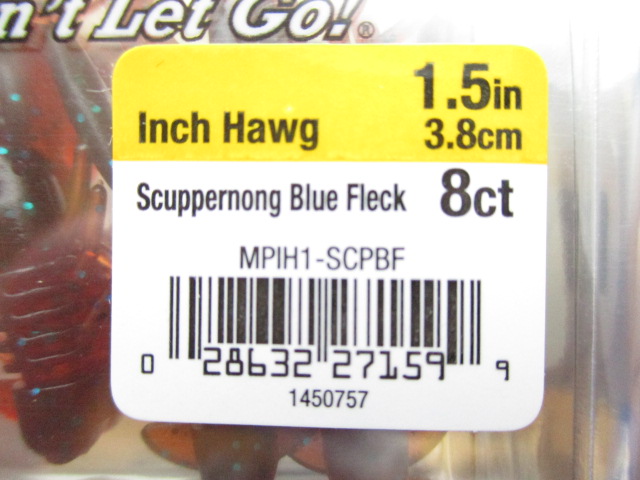 n't Let Go!®
1.5in
Inch Hawg
3.8cm
Scuppernong Blue Fleck
8ct
MPIH1-SCPBF
0 28632 27159 9
1450757